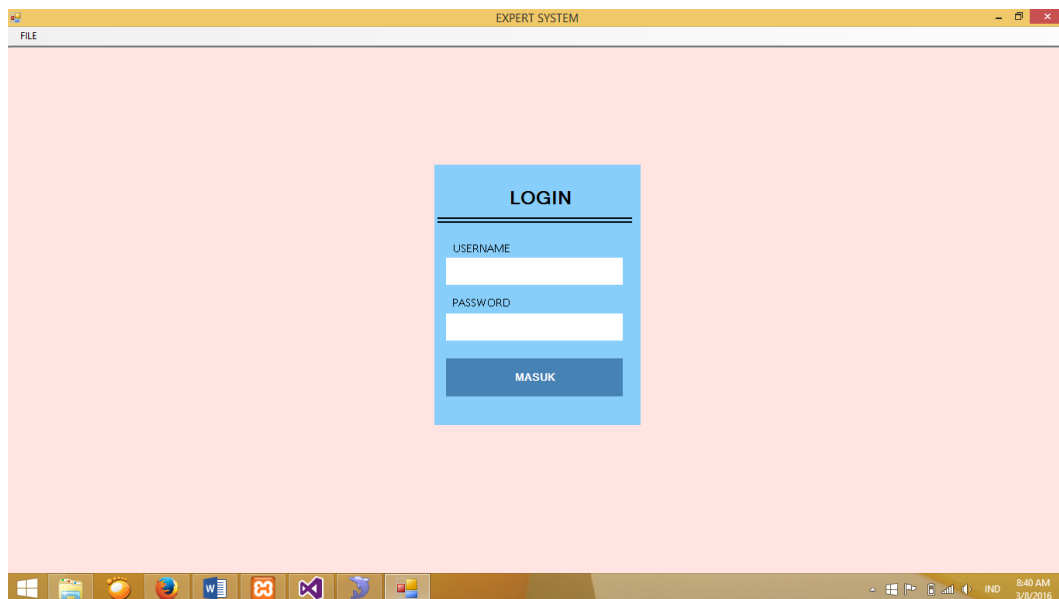 EXPERT SYSTEM
FILE
LOGIN
USERNAME
PASSWORD
MASUK
IND
8:40 AM
3/8/2016